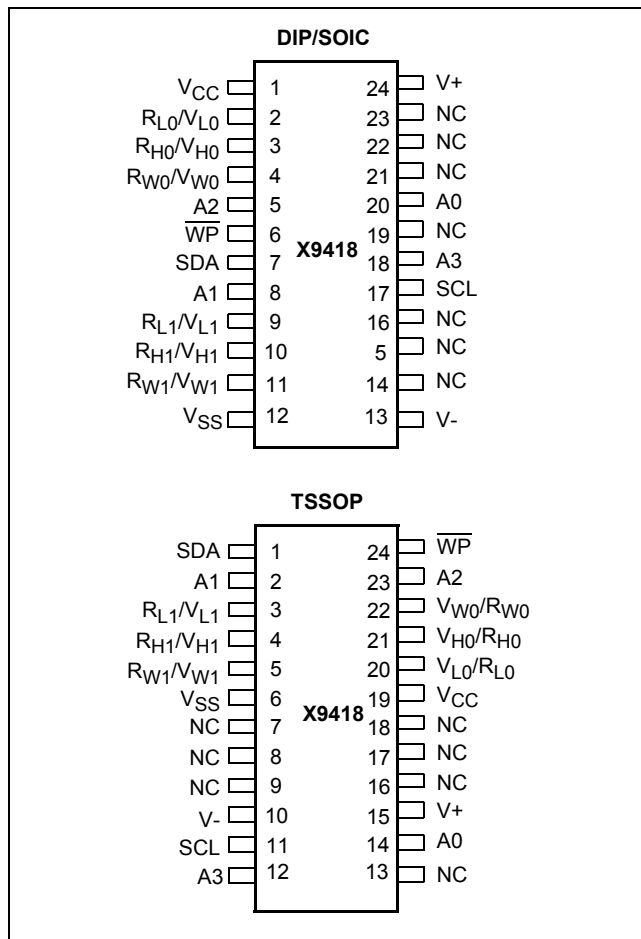 DIP/SOIC
VCC 1 24 V+
RL0/VL0 2 23 NC
RH0/VH0 3 22 NC
RW0/VW0 4 21 NC
A2 5 20 A0
WP 6 19 NC
X9418
SDA 7 18 A3
A1 8 17 SCL
RL1/VL1 9 16 NC
RH1/VH1 10 5 NC
RW1/VW1 11 14 NC
VSS 12 13 V-
TSSOP
SDA 1 24 WP
A1 2 23 A2
RL1/VL1 3 22 VW0/RW0
RH1/VH1 4 21 VH0/RH0
RW1/VW1 5 20 VL0/RL0
VSS 6 19 VCC
X9418
NC 7 18 NC
NC 8 17 NC
NC 9 16 NC
V- 10 15 V+
SCL 11 14 A0
A3 12 13 NC